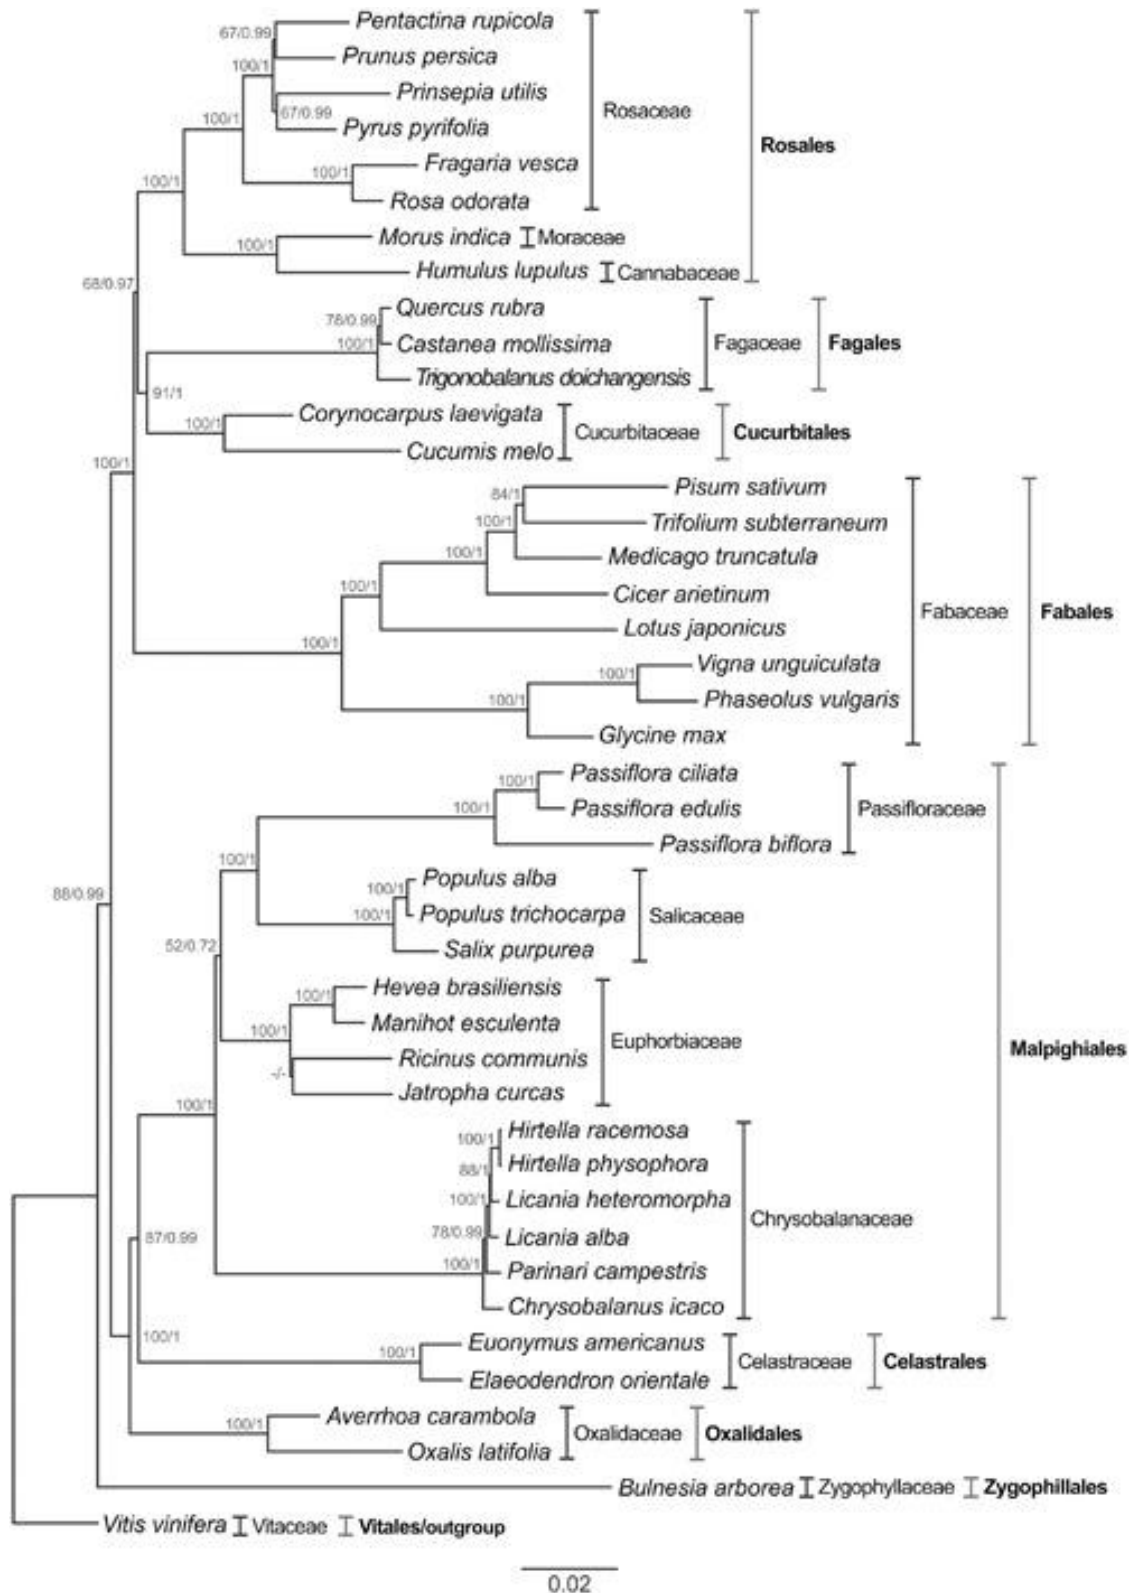 Pentactina rupicola
67/0.99
Prunus persica
100/1
Prinsepia utilis
67/0.99
Rosaceae
100/1
Pyrus pyrifolia
Rosales
Fragaria vesca
100/1
100/1
Rosa odorata
Morus indica Moraceae
100/1
Humulus lupulus Cannabaceae
68/0.97
Quercus rubra
78/0.99
100/1
Castanea mollissima Fagaceae Fagales
Trigonobalanus doichangensis
91/1
Corynocarpus laevigata
100/1
Cucurbitaceae Cucurbitales
Cucumis melo
100/1
Pisum sativum
84/1
100/1
Trifolium subterraneum
100/1
Medicago truncatula
100/1
Cicer arietinum
Fabaceae Fabales
Lotus japonicus
100/1
Vigna unguiculata
100/1
100/1
Phaseolus vulgaris
Glycine max
Passiflora ciliata
100/1
100/1
Passiflora edulis Passifloraceae
Passiflora biflora
100/1
Populus alba
100/1
88/0.99
100/1
Populus trichocarpa Salicaceae
52/0.72
Salix purpurea
Hevea brasiliensis
100/1
Manihot esculenta
100/1
Euphorbiaceae
Malpighiales
Ricinus communis
-/-
Jatropha curcas
100/1
Hirtella racemosa
100/1
Hirtella physophora
88/1
Licania heteromorpha
100/1
Chrysobalanaceae
87/0.99
78/0.99
Licania alba
100/1
Parinari campestris
Chrysobalanus icaco
100/1
Euonymus americanus
100/1
Celastraceae Celastrales
Elaeodendron orientale
Averrhoa carambola
100/1
Oxalidaceae Oxalidales
Oxalis latifolia
Bulnesia arborea Zygophyllaceae Zygophillales
Vitis vinifera Vitaceae Vitales/outgroup
0.02